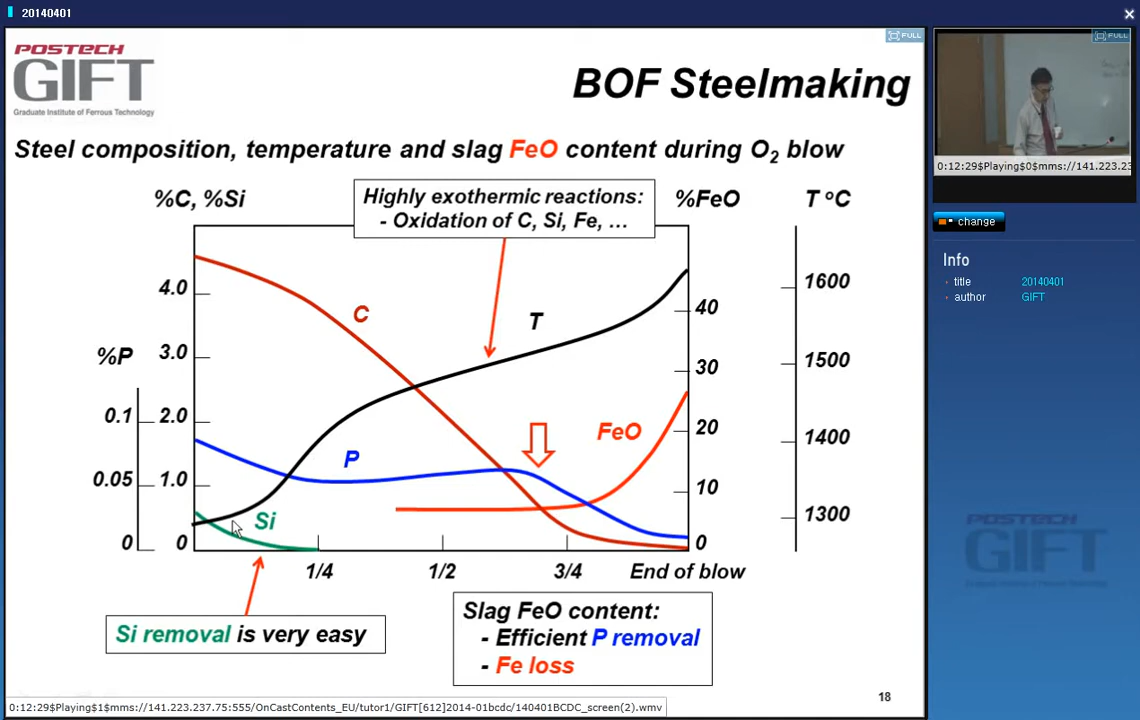 20140401
POSTECH
GIFT
Graduate Institute of Ferrous Technology
FULL
BOF Steelmaking
Steel composition, temperature and slag FeO content during O2 blow
%C, %Si
Highly exothermic reactions:
- Oxidation of C, Si, Fe, ...
%FeO
T oC
4.0
3.0
2.0
1.0
0
%P
0.1
0.05
0
C
T
P
Si
FeO
40
30
20
10
0
1600
1500
1400
1300
1/4
1/2
3/4
End of blow
Si removal is very easy
Slag FeO content:
- Efficient P removal
- Fe loss
18
0:12:29$Playing$1$mms://141.223.237.75:555/OnCastContents_EU/tutor1/GIFT[612]2014-01bcdc/140401BCDC_screen(2).wmv
FULL
0:12:29$Playing$0$mms://141.223.23
change
Info
title 20140401
author GIFT
POSTECH
GIFT